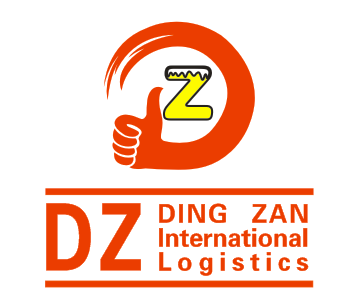 Z
DZ
DING ZAN
International
Logistics